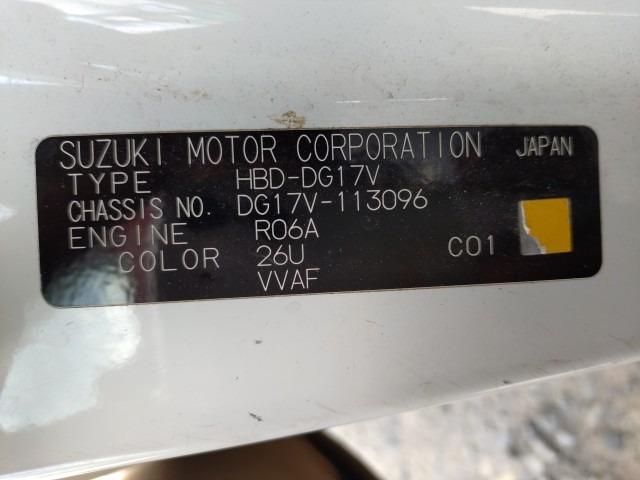 SUZUKI MOTOR CORPORATION JAPAN
TYPE HBD-DG17V
CHASSIS NO. DG17V-113096
ENGINE R06A
COLOR 26U C01
VVAF